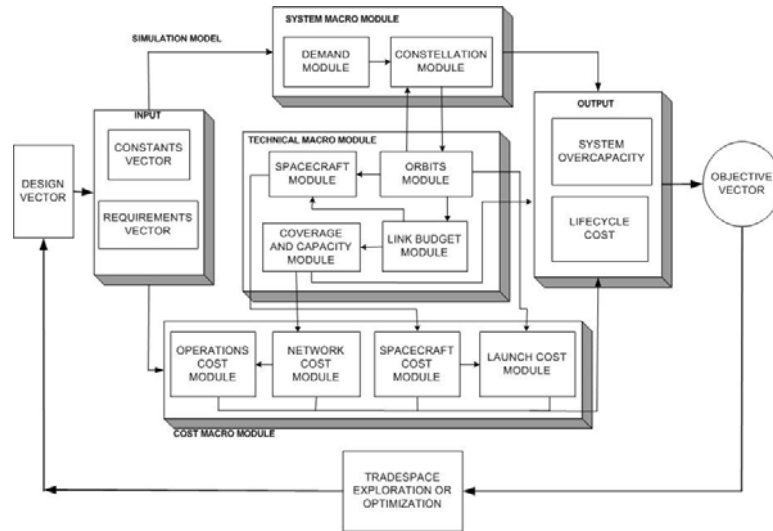 SYSTEM MACRO MODULE
SIMULATION MODEL
DEMAND
MODULE
CONSTELLATION
MODULE
INPUT
CONSTANTS
VECTOR
REQUIREMENTS
VECTOR
DESIGN
VECTOR
TECHNICAL MACRO MODULE
SPACECRAFT
MODULE
ORBITS
MODULE
COVERAGE
AND CAPACITY
MODULE
LINK BUDGET
MODULE
OUTPUT
SYSTEM
OVERCAPACITY
LIFECYCLE
COST
OBJECTIVE
VECTOR
OPERATIONS
COST
MODULE
NETWORK
COST
MODULE
SPACECRAFT
COST
MODULE
LAUNCH COST
MODULE
COST MACRO MODULE
TRADESPACE
EXPLORATION OR
OPTIMIZATION